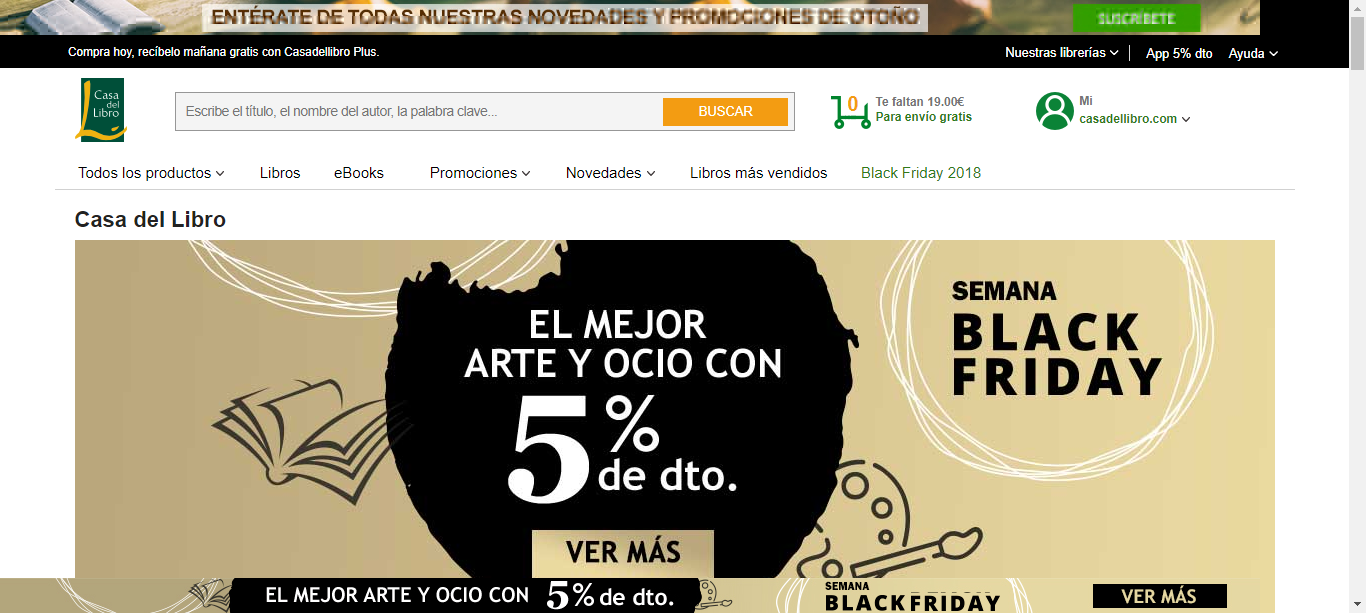 ENTÉRATE DE TODAS NUESTRAS NOVEDADES Y PROMOCIONES DE OTOÑO
SUSCRÍBETE
Compra hoy, recíbelo mañana gratis con Casadellibro Plus.
Nuestras librerías
App 5% dto
Ayuda
Casa
del
Libro
Escribe el título, el nombre del autor, la palabra clave...
BUSCAR
0
Te faltan 19.00€
Para envío gratis
Mi
casadellibro.com
Todos los productos
Libros
eBooks
Promociones
Novedades
Libros más vendidos
Black Friday 2018
Casa del Libro
EL MEJOR
ARTE Y OCIO CON
5%
de dto.
VER MÁS
SEMANA
BLACK
FRIDAY
EL MEJOR ARTE Y OCIO CON 5% de dto.
SEMANA
BLACK FRIDAY
VER MÁS